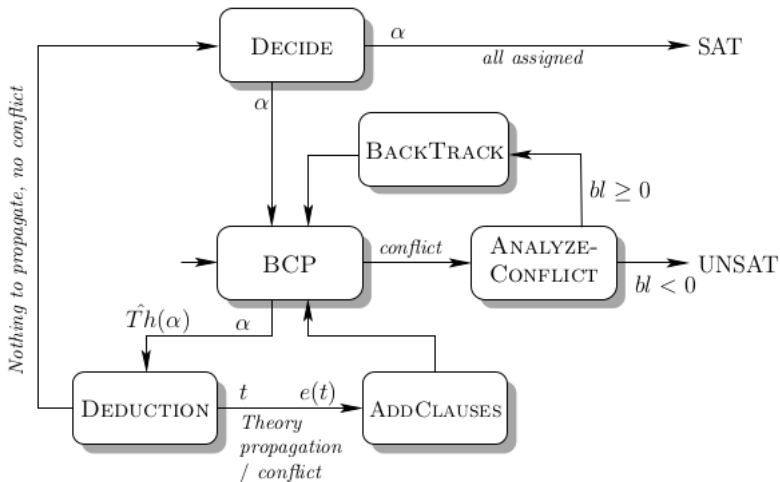 DECIDE
α
all assigned
SAT
α
Nothing to propagate, no conflict
BACKTRACK
bl ≥ 0
BCP
conflict
ANALYZE-
CONFLICT
UNSAT
bl < 0
T̂h(α)
α
DEDUCTION
t
e(t)
ADDCLAUSES
Theory
propagation
/ conflict